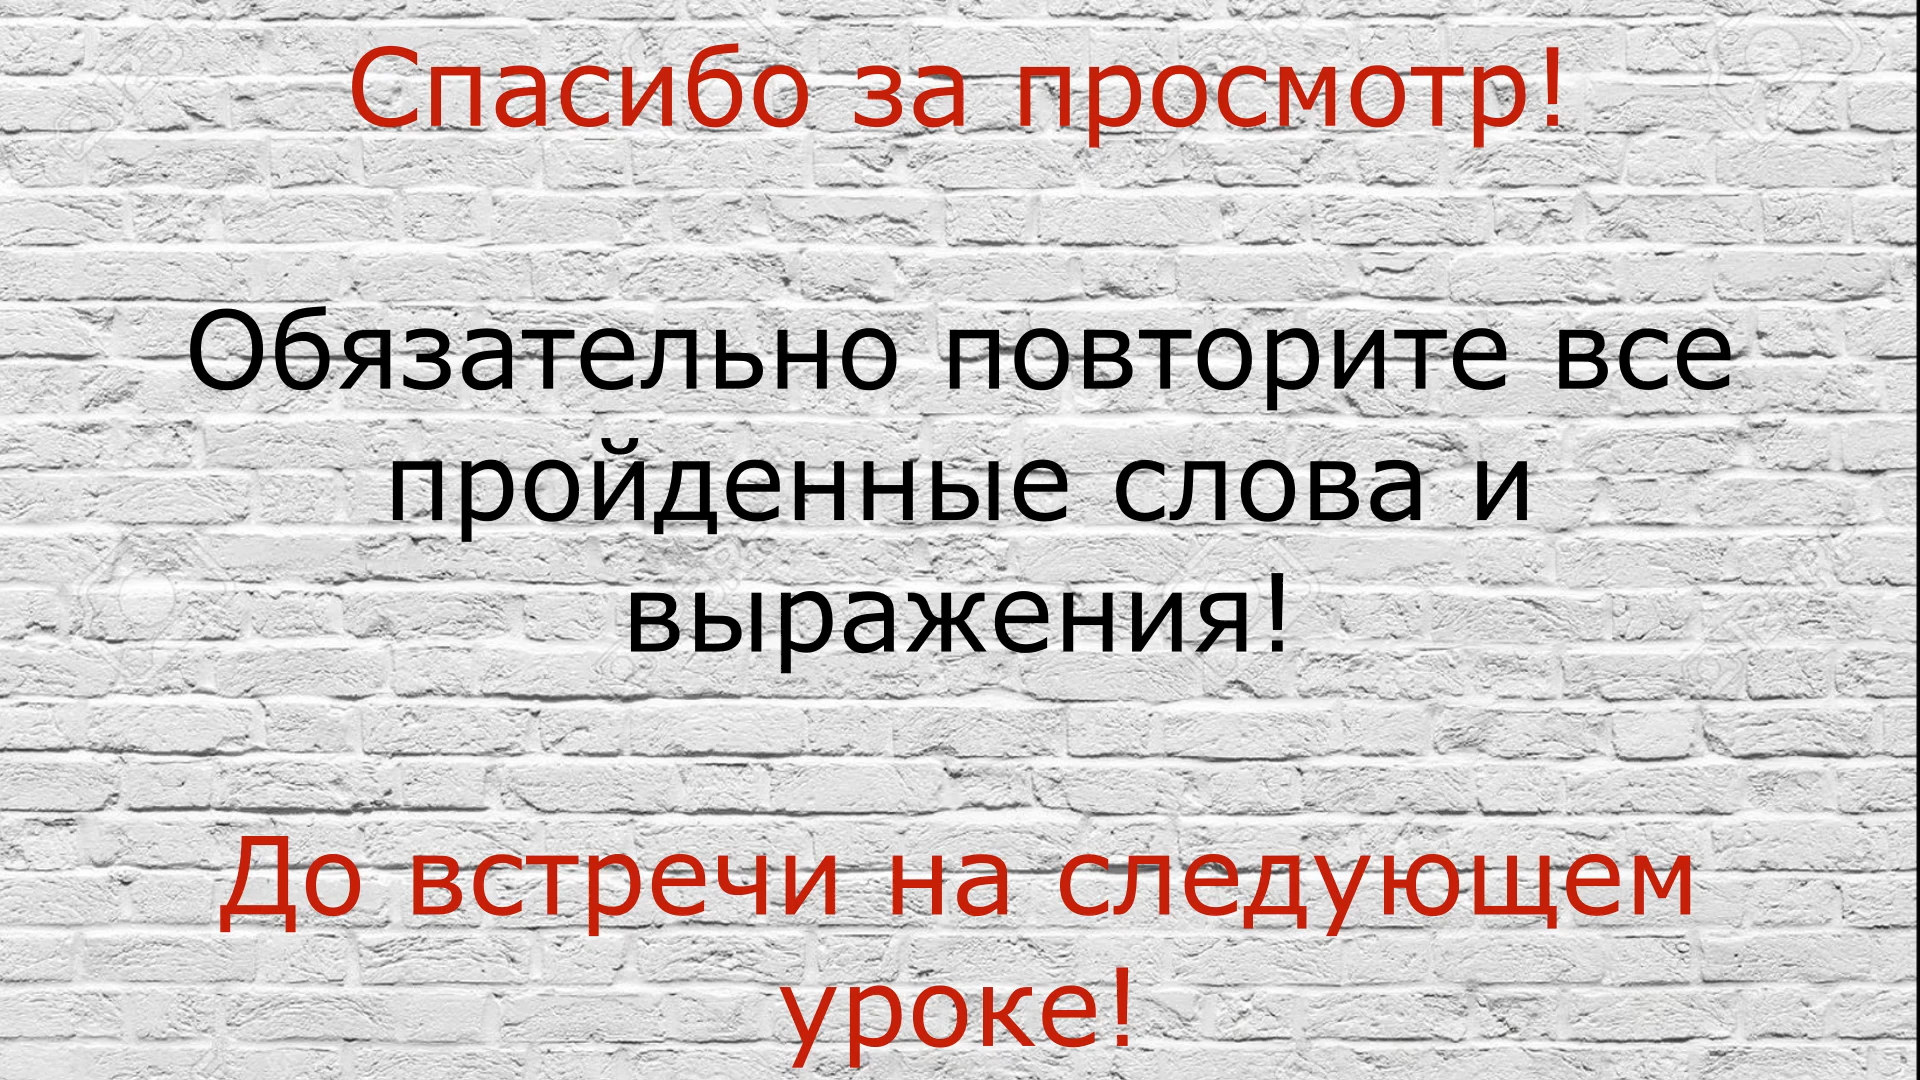 Спасибо за просмотр!
Обязательно повторите все
пройденные слова и
выражения!
До встречи на следующем
уроке!